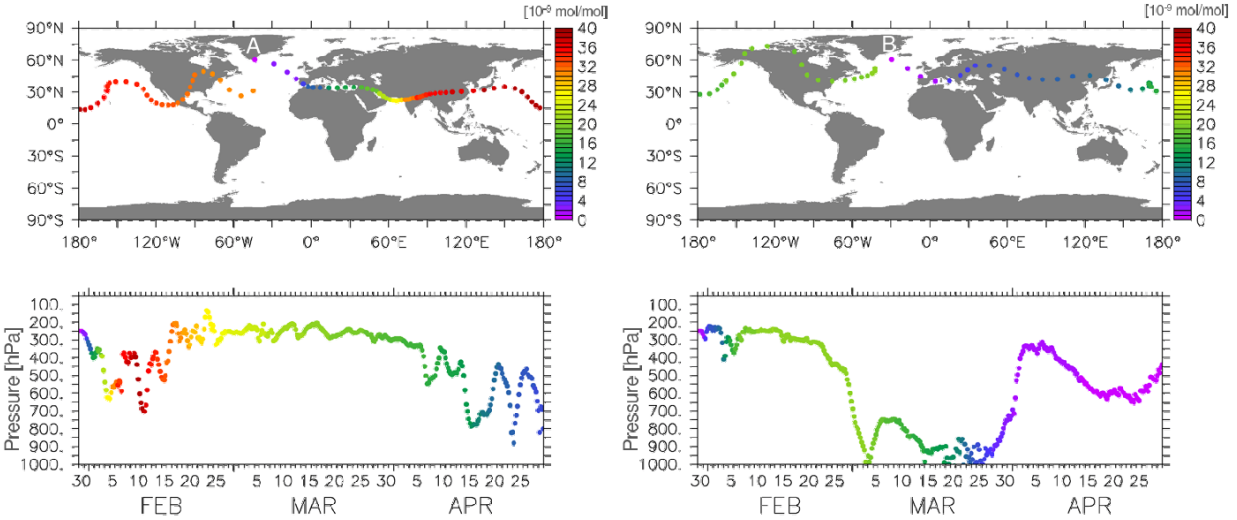 [10⁻⁹ mol/mol]
90°N
60°N
30°N
0°
30°S
60°S
90°S
180°
120°W
60°W
0°
60°E
120°E
180°
A
40
36
32
28
24
20
16
12
8
4
0
[10⁻⁹ mol/mol]
90°N
60°N
30°N
0°
30°S
60°S
90°S
180°
120°W
60°W
0°
60°E
120°E
180°
B
40
36
32
28
24
20
16
12
8
4
0
Pressure [hPa]
100.
200.
300.
400.
500.
600.
700.
800.
900.
1000.
30 5 10 15 20 25 5 10 15 20 25 30 5 10 15 20 25
FEB MAR APR
Pressure [hPa]
100.
200.
300.
400.
500.
600.
700.
800.
900.
1000.
30 5 10 15 20 25 5 10 15 20 25 30 5 10 15 20 25
FEB MAR APR